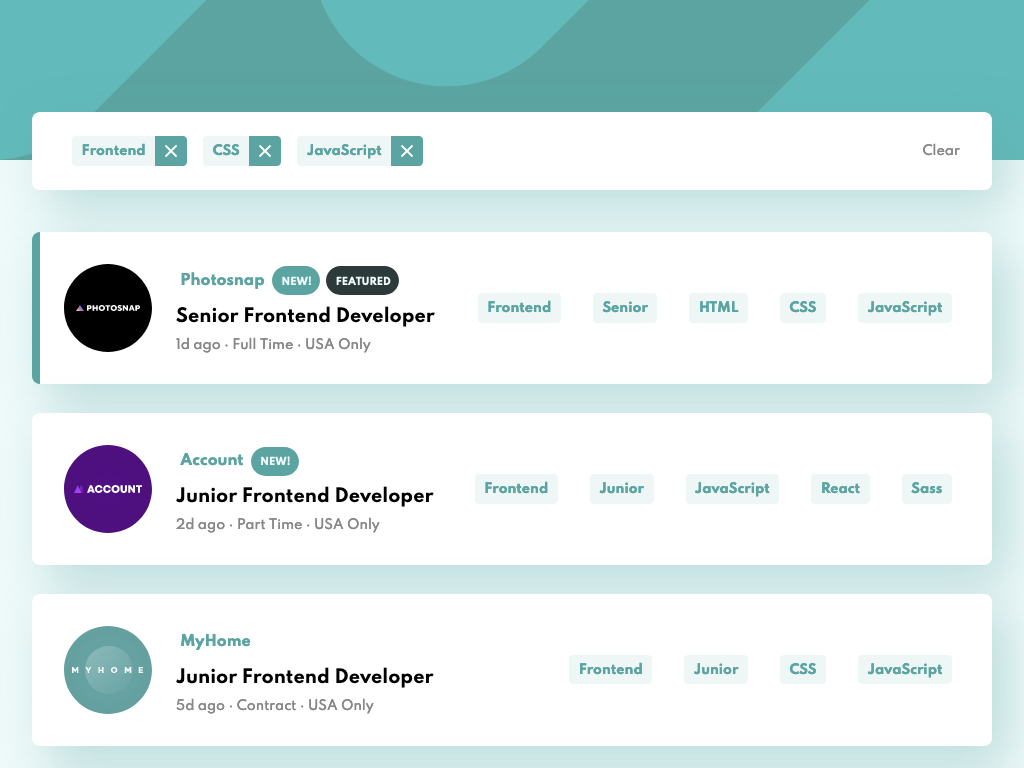 Frontend CSS JavaScript Clear
PHOTOSNAP
Photosnap NEW! FEATURED
Senior Frontend Developer
1d ago · Full Time · USA Only
Frontend Senior HTML CSS JavaScript
ACCOUNT
Account NEW!
Junior Frontend Developer
2d ago · Part Time · USA Only
Frontend Junior JavaScript React Sass
MYHOME
MyHome
Junior Frontend Developer
5d ago · Contract · USA Only
Frontend Junior CSS JavaScript